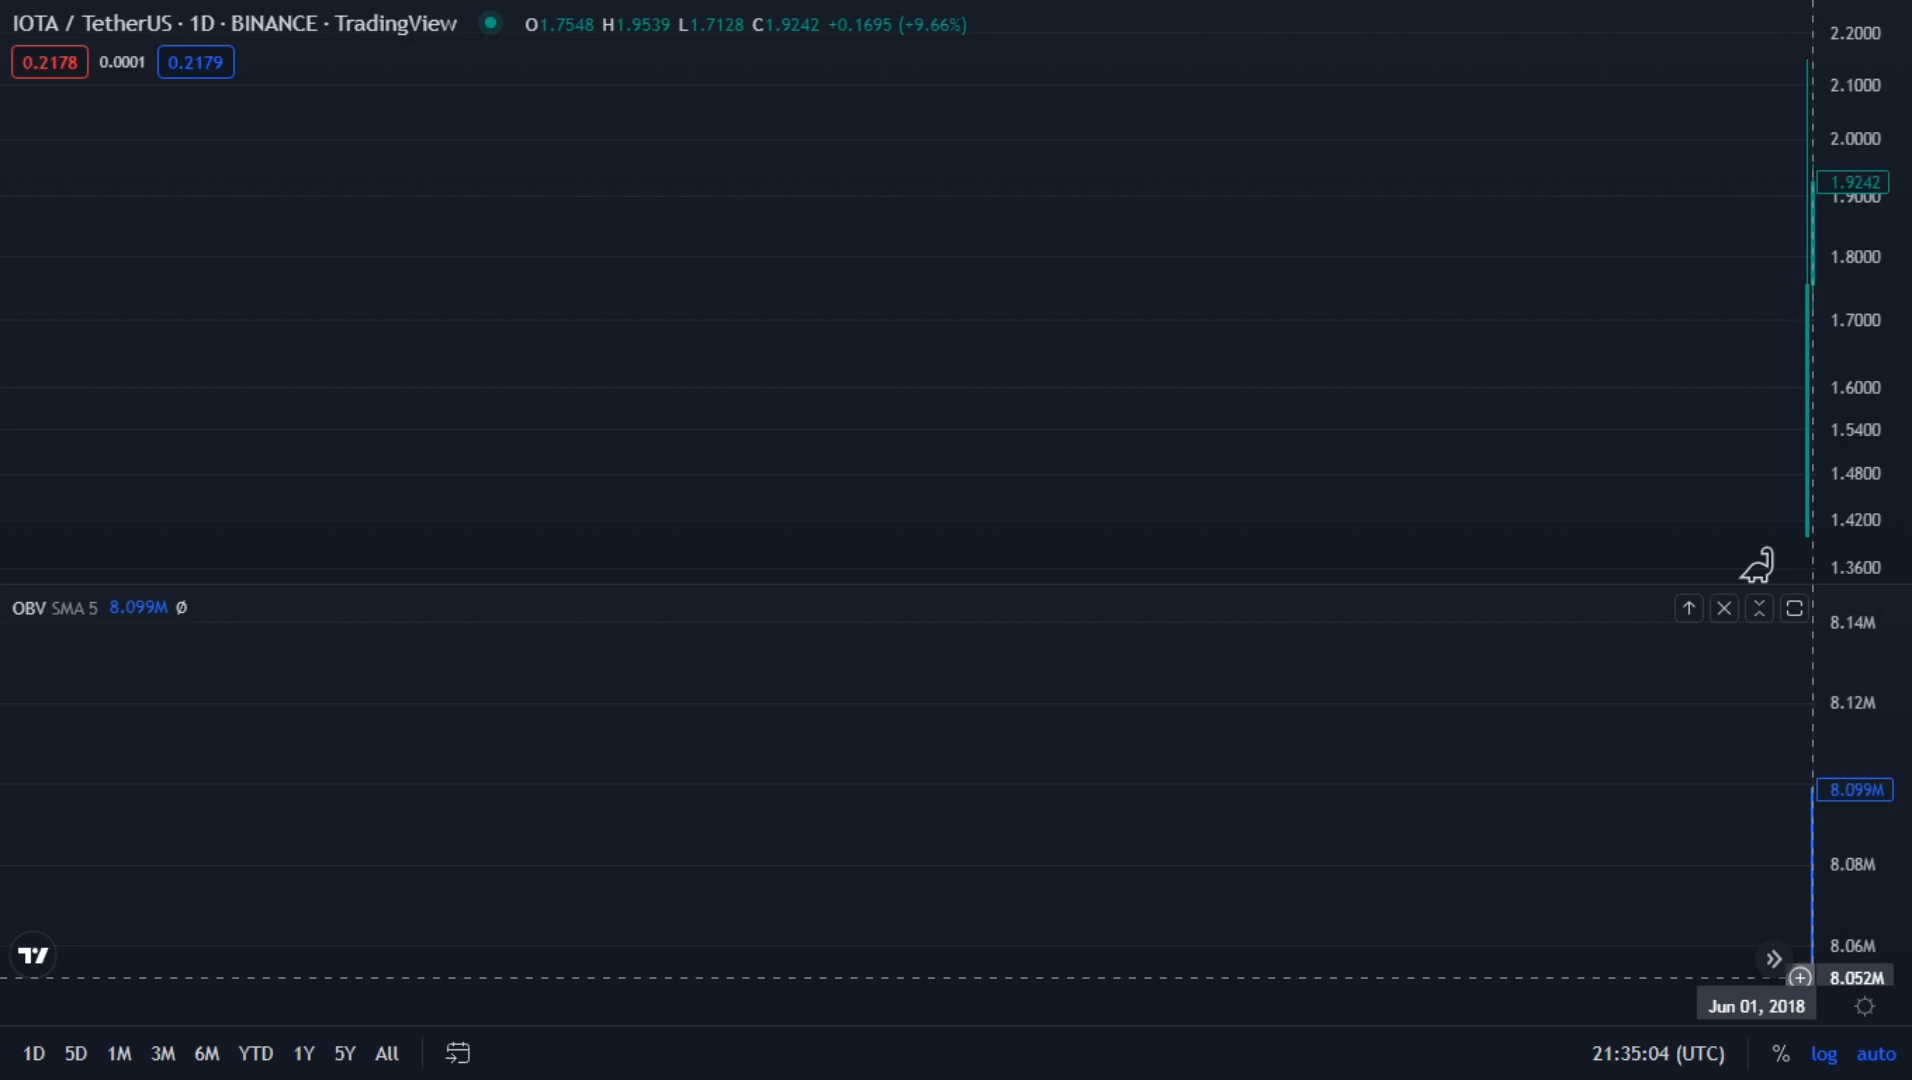 IOTA / TetherUS · 1D · BINANCE · TradingView O1.7548 H1.9539 L1.7128 C1.9242 +0.1695 (+9.66%)
0.2178 0.0001 0.2179
2.2000
2.1000
2.0000
1.9242
1.9000
1.8000
1.7000
1.6000
1.5400
1.4800
1.4200
1.3600
OBV SMA 5 8.099M Ø
8.14M
8.12M
8.099M
8.08M
8.06M
8.052M
Jun 01, 2018
1D 5D 1M 3M 6M YTD 1Y 5Y All 21:35:04 (UTC) % log auto